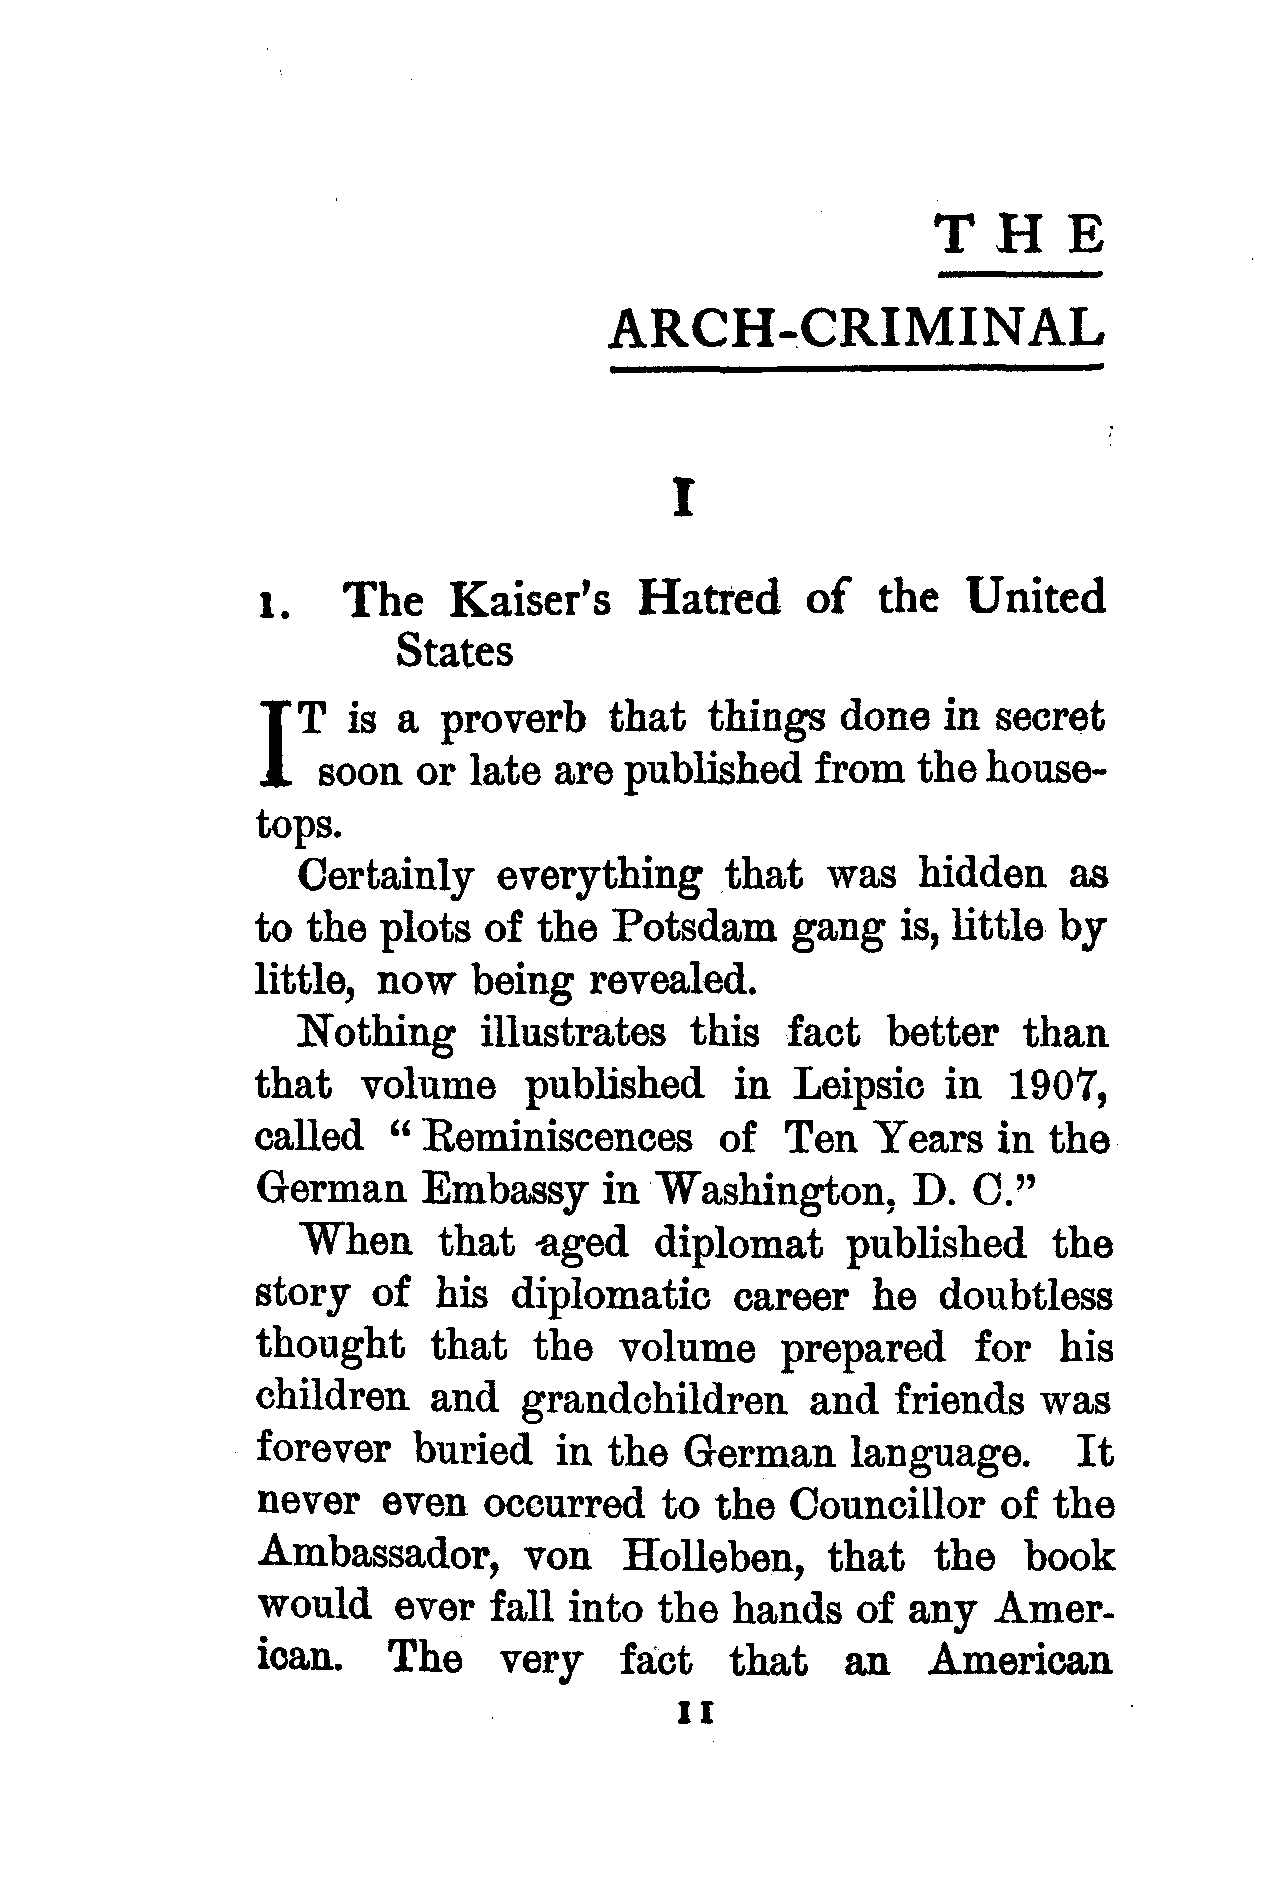 THE
ARCH-CRIMINAL
I
1. The Kaiser's Hatred of the United
States
IT is a proverb that things done in secret
soon or late are published from the house-
tops.
Certainly everything that was hidden as
to the plots of the Potsdam gang is, little by
little, now being revealed.
Nothing illustrates this fact better than
that volume published in Leipsic in 1907,
called “Reminiscences of Ten Years in the
German Embassy in Washington, D. C.”
When that aged diplomat published the
story of his diplomatic career he doubtless
thought that the volume prepared for his
children and grandchildren and friends was
forever buried in the German language. It
never even occurred to the Councillor of the
Ambassador, von Holleben, that the book
would ever fall into the hands of any Amer-
ican. The very fact that an American
11